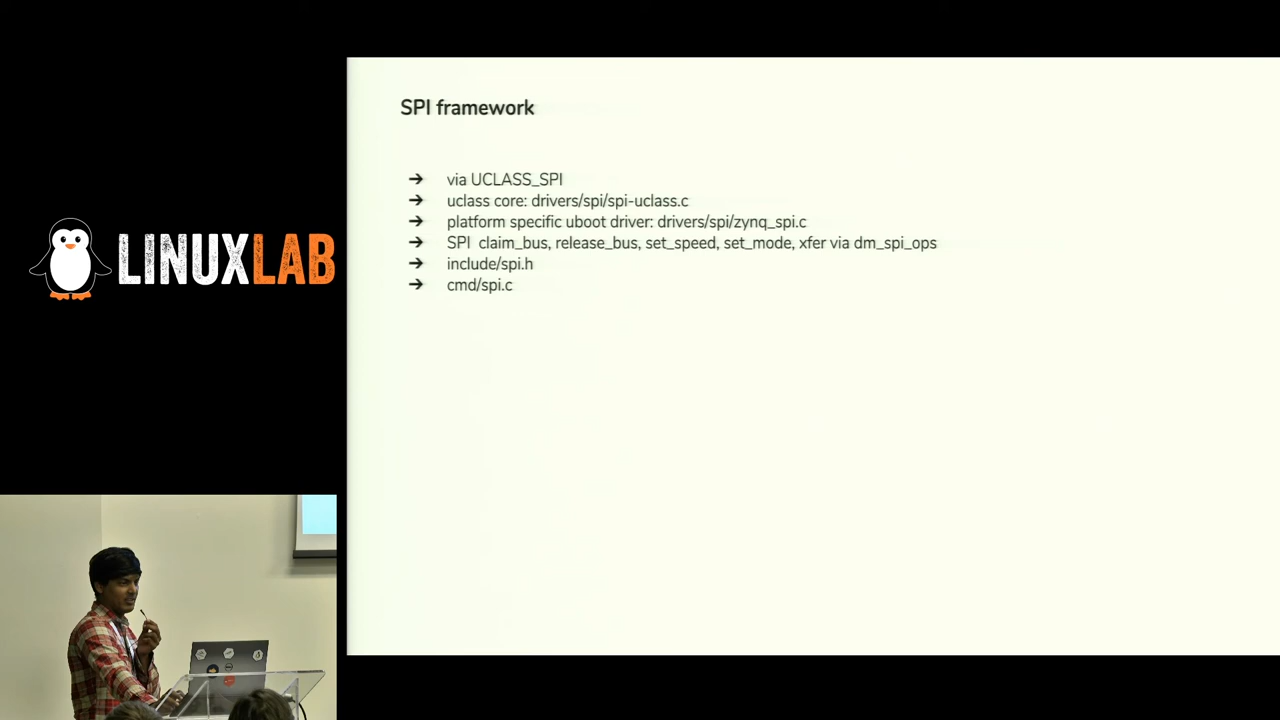 SPI framework
→ via UCLASS_SPI
→ uclass core: drivers/spi/spi-uclass.c
→ platform specific uboot driver: drivers/spi/zynq_spi.c
→ SPI claim_bus, release_bus, set_speed, set_mode, xfer via dm_spi_ops
→ include/spi.h
→ cmd/spi.c
LINUXLAB